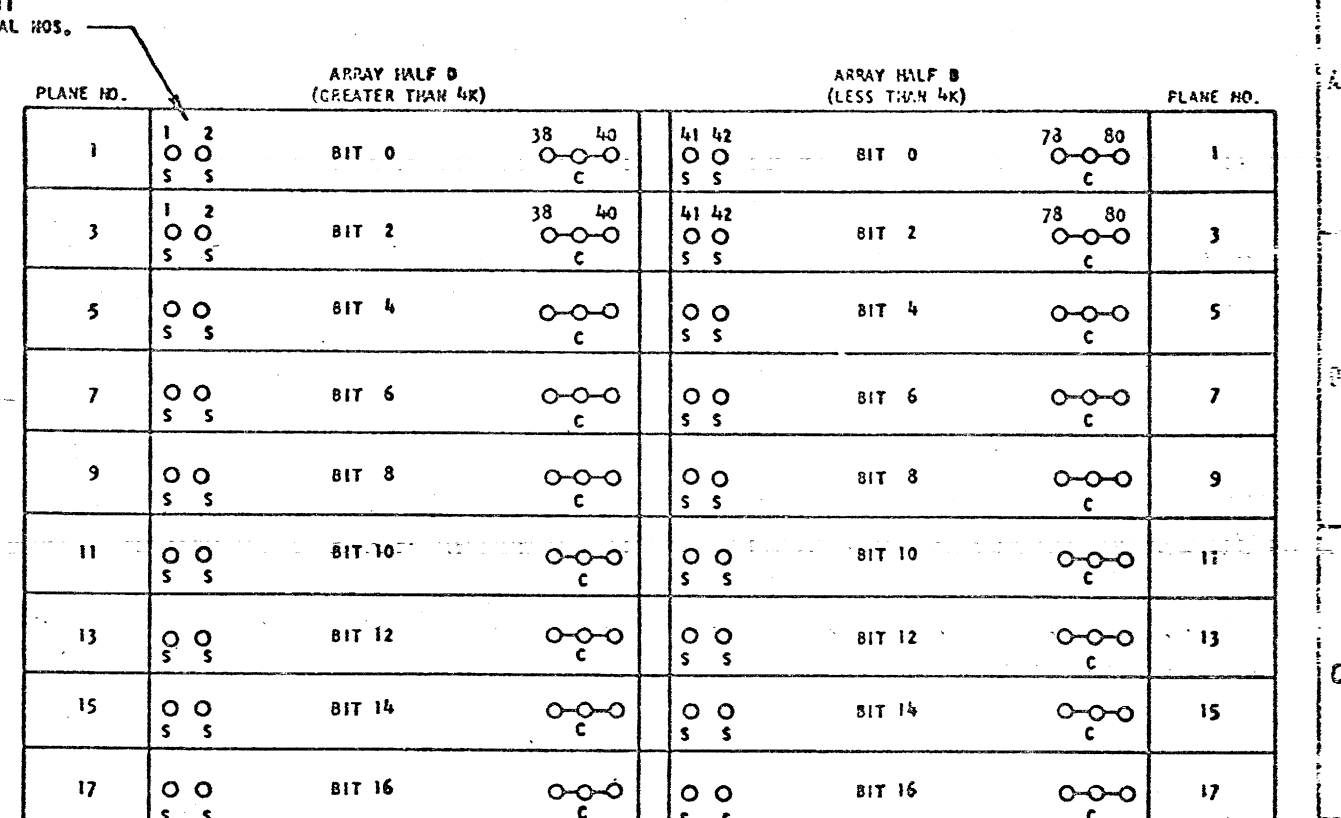 AL NOS.
ARRAY HALF D ARRAY HALF B
PLANE NO. (GREATER THAN 4K) (LESS THAN 4K) PLANE NO.
1 2 38 40 41 42 78 80
1 BIT 0 BIT 0 1
S S C S S C
1 2 38 40 41 42 78 80
3 BIT 2 BIT 2 3
S S C S S C
5 BIT 4 BIT 4 5
S S C S S C
7 BIT 6 BIT 6 7
S S C S S C
9 BIT 8 BIT 8 9
S S C S S C
11 BIT 10 BIT 10 11
S S C S S C
13 BIT 12 BIT 12 13
S S C S S C
15 BIT 14 BIT 14 15
S S C S S C
17 BIT 16 BIT 16 17
S S C S S C